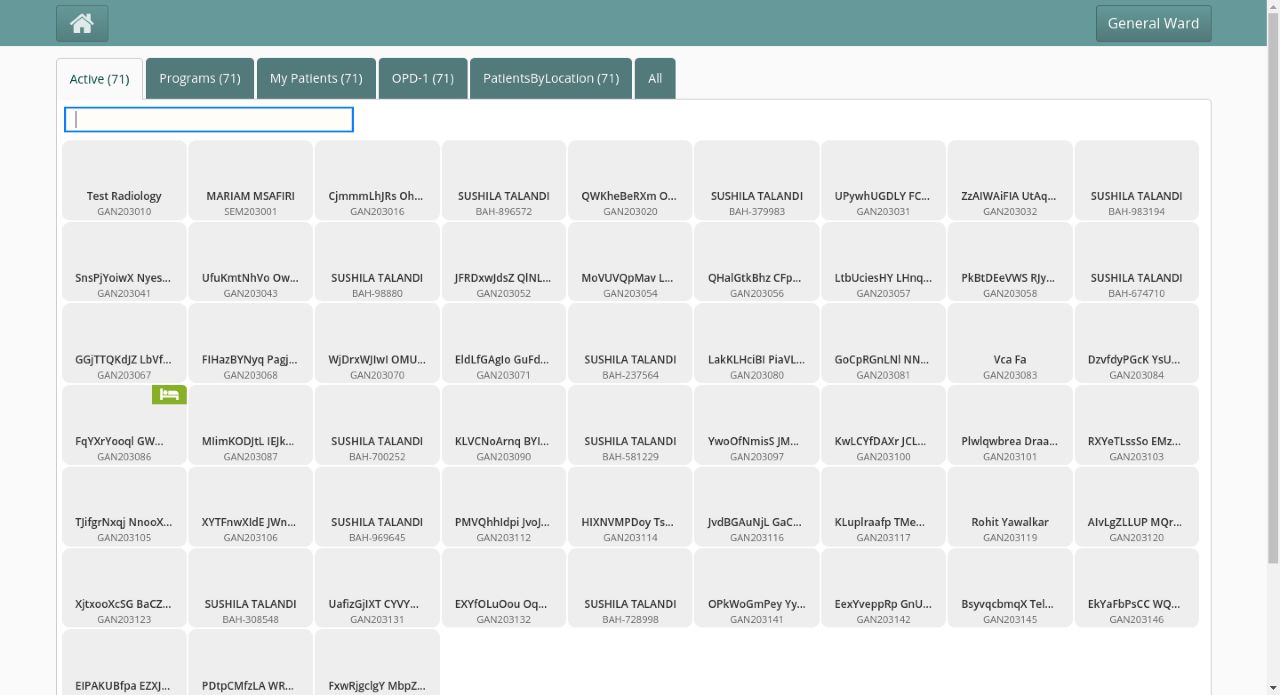 General Ward
Active (71) Programs (71) My Patients (71) OPD-1 (71) PatientsByLocation (71) All
Test Radiology MARIAM MSAFIRI CjmmmLhJRs Oh... SUSHILA TALANDI QWKheBeRXm O... SUSHILA TALANDI UPywhUGDLY FC... ZzAIWAiFIA UtAq... SUSHILA TALANDI
GAN203010 SEM203001 GAN203016 BAH-896572 GAN203020 BAH-379983 GAN203031 GAN203032 BAH-983194
SnsPjYoiwX Nyes... UfuKmtNhVo Ow... SUSHILA TALANDI JFRDxwJdsZ QlNL... MoVUVQpMav L... QHalGtkBhz CFp... LtbUciesHY LHnq... PkBtDEeVWS RJy... SUSHILA TALANDI
GAN203041 GAN203043 BAH-98880 GAN203052 GAN203054 GAN203056 GAN203057 GAN203058 BAH-674710
GGjTTQKdJZ LbVf... FIHazBYNyq Pagj... WjDrxWJIwI OMU... EldLfGAgIo GuFd... SUSHILA TALANDI LakKLHciBI PiaVL... GoCpRGnLNl NN... Vca Fa DzvfdyPGcK YsU...
GAN203067 GAN203068 GAN203070 GAN203071 BAH-237564 GAN203080 GAN203081 GAN203083 GAN203084
FqYXrYooql GW... MIimKODJtL IEJk... SUSHILA TALANDI KLVCNoArnq BYI... SUSHILA TALANDI YwoOfNmisS JM... KwLCYfDAXr JCL... Plwlqwbrea Draa... RXYeTLssSo EMz...
GAN203086 GAN203087 BAH-700252 GAN203090 BAH-581229 GAN203097 GAN203100 GAN203101 GAN203103
TJifgrNxqj NnooX... XYTFnwXIdE JWn... SUSHILA TALANDI PMVQhhIdpi JvoJ... HIXNVMPDoy Ts... JvdBGAuNjL GaC... KLuplraafp TMe... Rohit Yawalkar AIvLgZLLUP MQr...
GAN203105 GAN203106 BAH-969645 GAN203112 GAN203114 GAN203116 GAN203117 GAN203119 GAN203120
XjtxooXcSG BaCZ... SUSHILA TALANDI UafizGjIXT CYVY... EXYfOLuOou Oq... SUSHILA TALANDI OPkWoGmPey Yy... EexYveppRp GnU... BsyvqcbmqX Tel... EkYaFbPsCC WQ...
GAN203123 BAH-308548 GAN203131 GAN203132 BAH-728998 GAN203141 GAN203142 GAN203145 GAN203146
EIPAKUBfpa EZXJ... PDtpCMfzLA WR... FxwRjgclgY MbpZ...